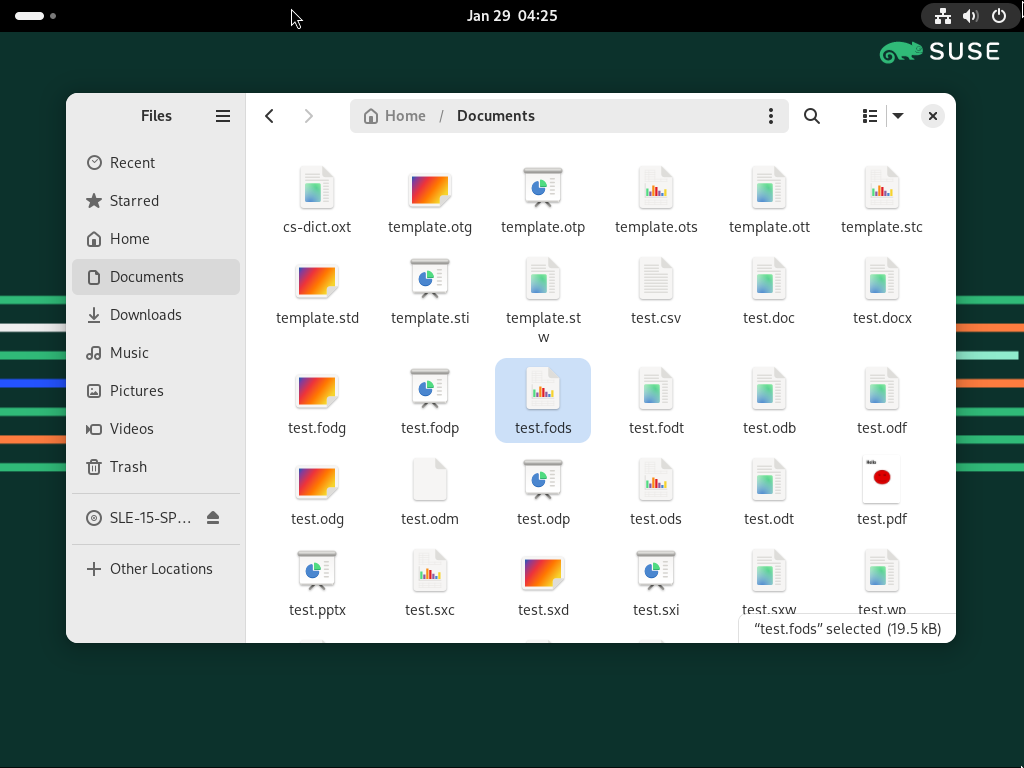 Jan 29 04:25
SUSE
Files
Home / Documents
Recent
Starred
Home
Documents
Downloads
Music
Pictures
Videos
Trash
SLE-15-SP…
Other Locations
cs-dict.oxt
template.otg
template.otp
template.ots
template.ott
template.stc
template.std
template.sti
template.st
w
test.csv
test.doc
test.docx
test.fodg
test.fodp
test.fods
test.fodt
test.odb
test.odf
test.odg
test.odm
test.odp
test.ods
test.odt
Hello
test.pdf
test.pptx
test.sxc
test.sxd
test.sxi
test.sxw
test.wp
“test.fods” selected (19.5 kB)